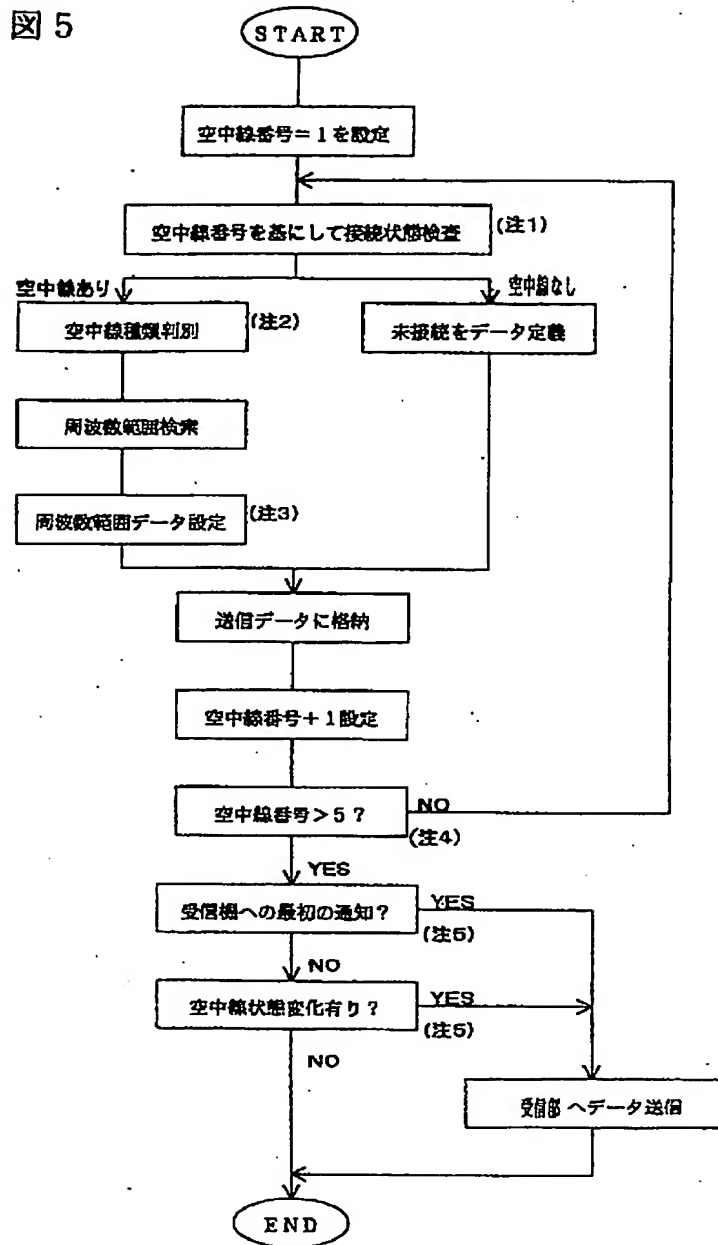 図5
START
空中線番号=1を設定
空中線番号を基にして接続状態検査
(注1)
空中線あり
空中線なし
空中線種類判別
(注2)
未接続をデータ定義
周波数範囲検索
周波数範囲データ設定
(注3)
送信データに格納
空中線番号+1設定
空中線番号>5?
NO
(注4)
YES
受信機への最初の通知?
YES
(注5)
NO
空中線状態変化有り?
YES
(注5)
NO
受信部へデータ送信
END